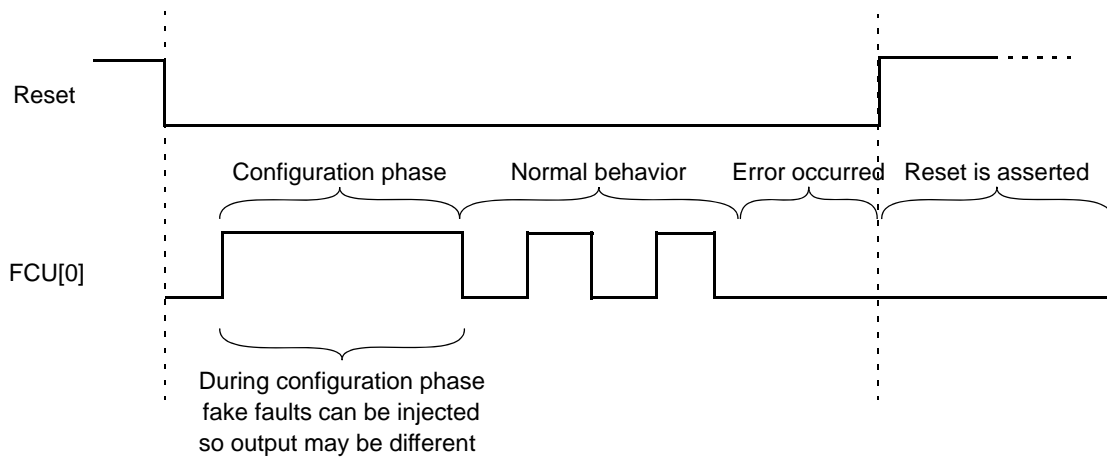 Reset
Configuration phase
Normal behavior
Error occurred
Reset is asserted
FCU[0]
During configuration phase
fake faults can be injected
so output may be different